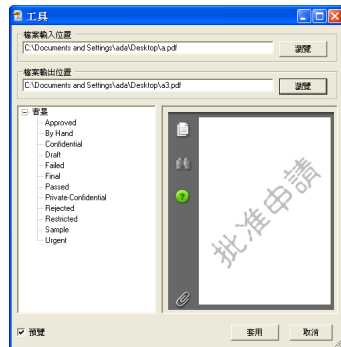 工具
檔案輸入位置
C:\Documents and Settings\ada\Desktop\a.pdf
瀏覽
檔案輸出位置
C:\Documents and Settings\ada\Desktop\a3.pdf
瀏覽
背景
Approved
By Hand
Confidential
Draft
Failed
Final
Passed
Private-Confidential
Rejected
Restricted
Sample
Urgent
批准申請
預覽
套用
取消